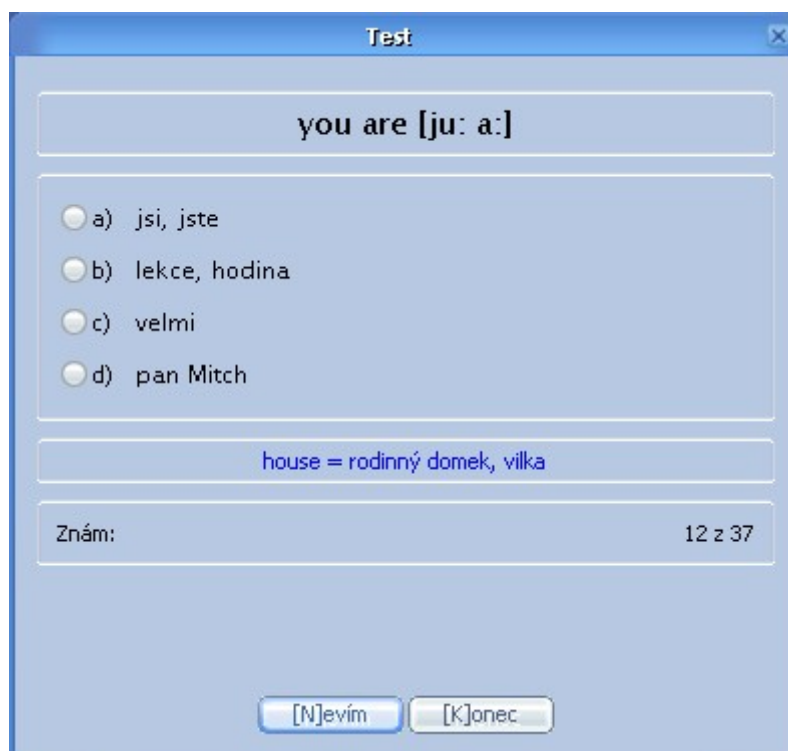 Test
you are [ju: a:]
a) jsi, jste
b) lekce, hodina
c) velmi
d) pan Mitch
house = rodinný domek, vilka
Znám: 12 z 37
[N]evím [K]onec